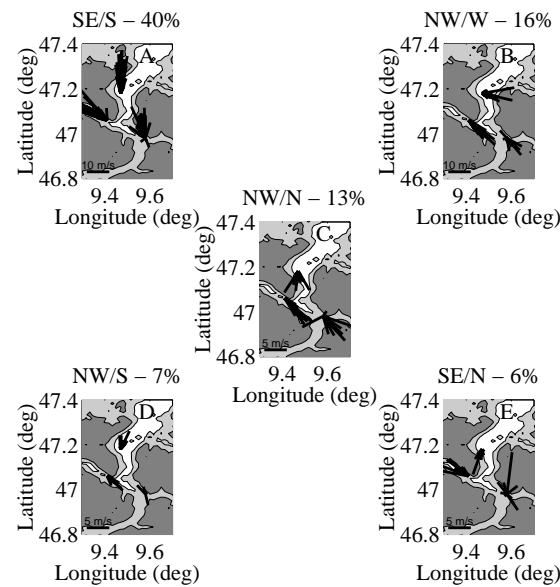 SE/S − 40%
NW/W − 16%
47.4
47.2
47
46.8
Latitude (deg)
A
10 m/s
9.4 9.6
Longitude (deg)
47.4
47.2
47
46.8
Latitude (deg)
B
10 m/s
9.4 9.6
Longitude (deg)
NW/N − 13%
47.4
47.2
47
46.8
Latitude (deg)
C
5 m/s
9.4 9.6
Longitude (deg)
NW/S − 7%
SE/N − 6%
47.4
47.2
47
46.8
Latitude (deg)
D
5 m/s
9.4 9.6
Longitude (deg)
47.4
47.2
47
46.8
Latitude (deg)
E
5 m/s
9.4 9.6
Longitude (deg)